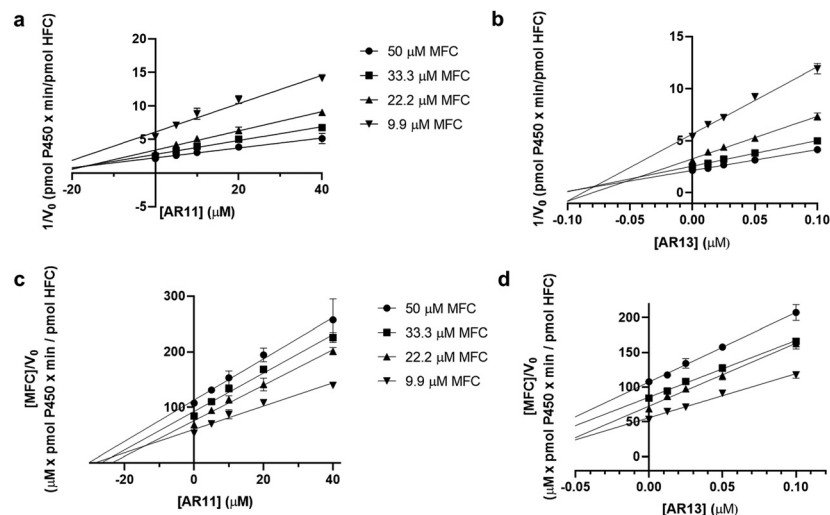 a
1/V₀ (pmol P450 x min/pmol HFC)
20
15
10
5
-5
-20
20
40
[AR11] (μM)
50 μM MFC
33.3 μM MFC
22.2 μM MFC
9.9 μM MFC
b
1/V₀ (pmol P450 x min/pmol HFC)
15
10
5
0
-0.10
-0.05
0.00
0.05
0.10
[AR13] (μM)
c
[MFC]/V₀
(μM x pmol P450 x min / pmol HFC)
300
200
100
-20
0
20
40
[AR11] (μM)
50 μM MFC
33.3 μM MFC
22.2 μM MFC
9.9 μM MFC
d
[MFC]/V₀
(μM x pmol P450 x min / pmol HFC)
200
150
100
50
0
-0.05
0.00
0.05
0.10
[AR13] (μM)